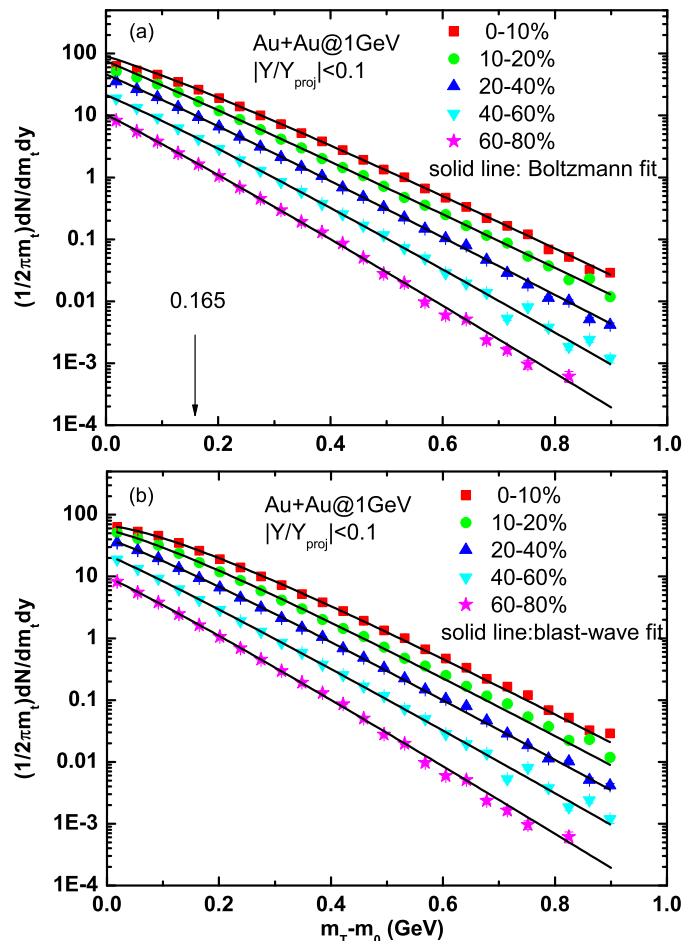 (a)
Au+Au@1GeV
|Y/Y_proj|<0.1
0-10%
10-20%
20-40%
40-60%
60-80%
solid line: Boltzmann fit
0.165
100
10
1
0.1
0.01
1E-3
1E-4
(1/2πm_t)dN/dm_tdy
0.0 0.2 0.4 0.6 0.8 1.0
(b)
Au+Au@1GeV
|Y/Y_proj|<0.1
0-10%
10-20%
20-40%
40-60%
60-80%
solid line:blast-wave fit
100
10
1
0.1
0.01
1E-3
1E-4
(1/2πm_t)dN/dm_tdy
0.0 0.2 0.4 0.6 0.8 1.0
m_T-m_0 (GeV)